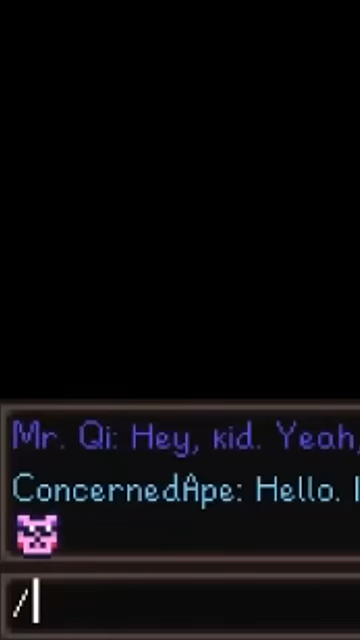 Mr. Qi: Hey, kid. Yeah,
ConcernedApe: Hello. I
/